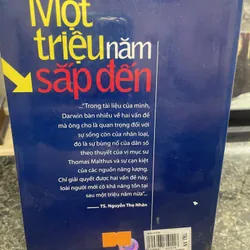 Một
triệu năm
sắp đến
..."Trong tài liệu của mình,
Darwin bàn nhiều về hai vấn đề
mà ông cho là quan trọng đối với
sự sống còn của nhân loại,
đó là sự bùng nổ của dân số
theo thuyết của vị mục sư
Thomas Malthus và sự cạn kiệt
của các nguồn năng lượng.
Chỉ giải quyết được hai vấn đề này,
loài người mới có khả năng tồn tại
sau một triệu năm nữa"...
TS. Nguyễn Thọ Nhân